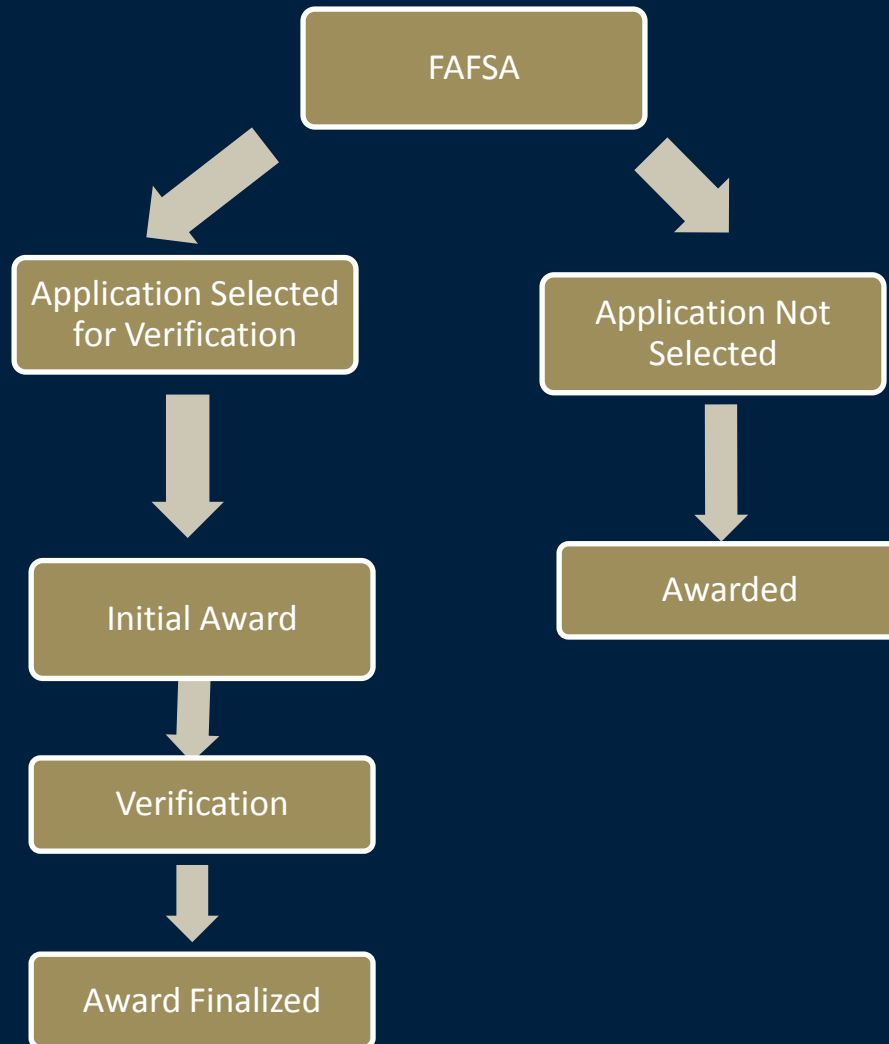 FAFSA
Application Selected
for Verification
Application Not
Selected
Initial Award
Awarded
Verification
Award Finalized